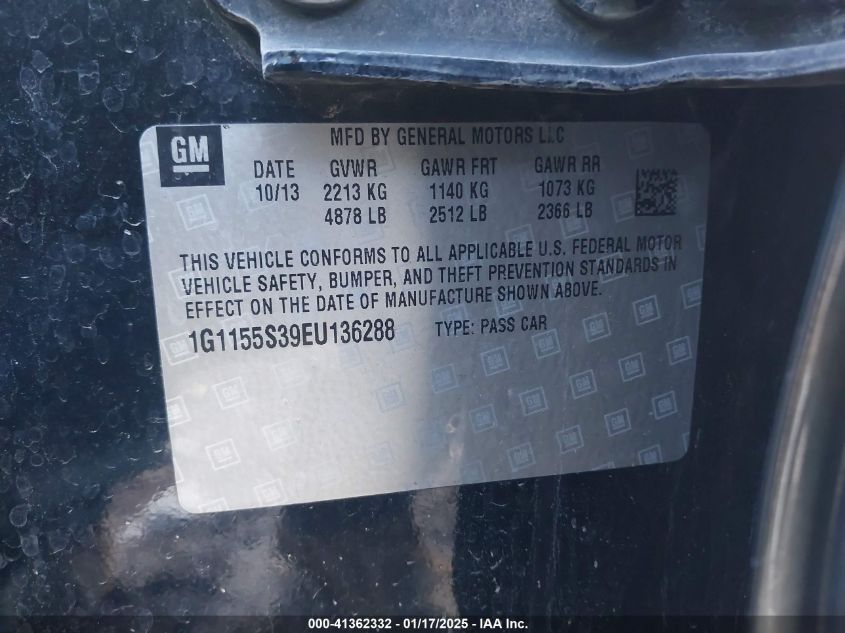 GM
MFD BY GENERAL MOTORS LLC
DATE GVWR GAWR FRT GAWR RR
10/13 2213 KG 1140 KG 1073 KG
4878 LB 2512 LB 2366 LB
THIS VEHICLE CONFORMS TO ALL APPLICABLE U.S. FEDERAL MOTOR
VEHICLE SAFETY, BUMPER, AND THEFT PREVENTION STANDARDS IN
EFFECT ON THE DATE OF MANUFACTURE SHOWN ABOVE.
1G1155S39EU136288 TYPE: PASS CAR
000-41362332 - 01/17/2025 - IAAI Inc.